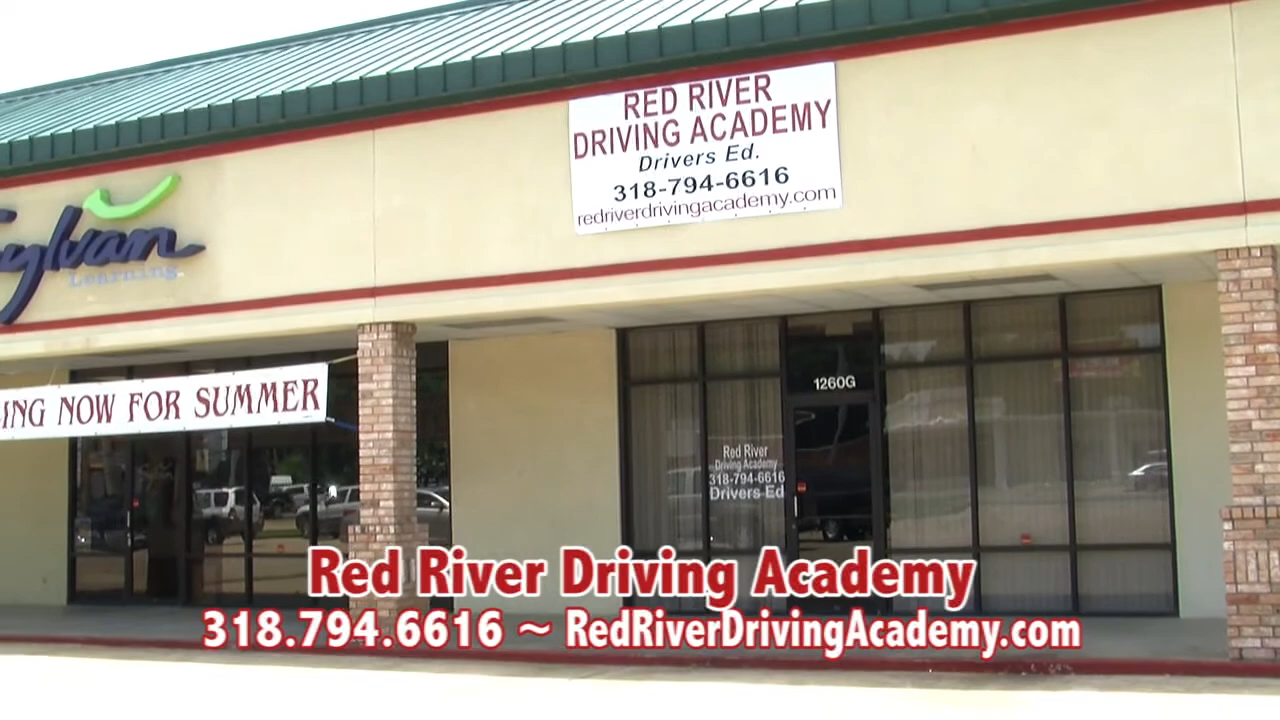 RED RIVER
DRIVING ACADEMY
Drivers Ed.
318-794-6616
redriverdrivingacademy.com
Sylvan
Learning
NOW FOR SUMMER
1260G
Red River
Driving Academy
318-794-6616
Drivers Ed
Red River Driving Academy
318.794.6616 ~ RedRiverDrivingAcademy.com